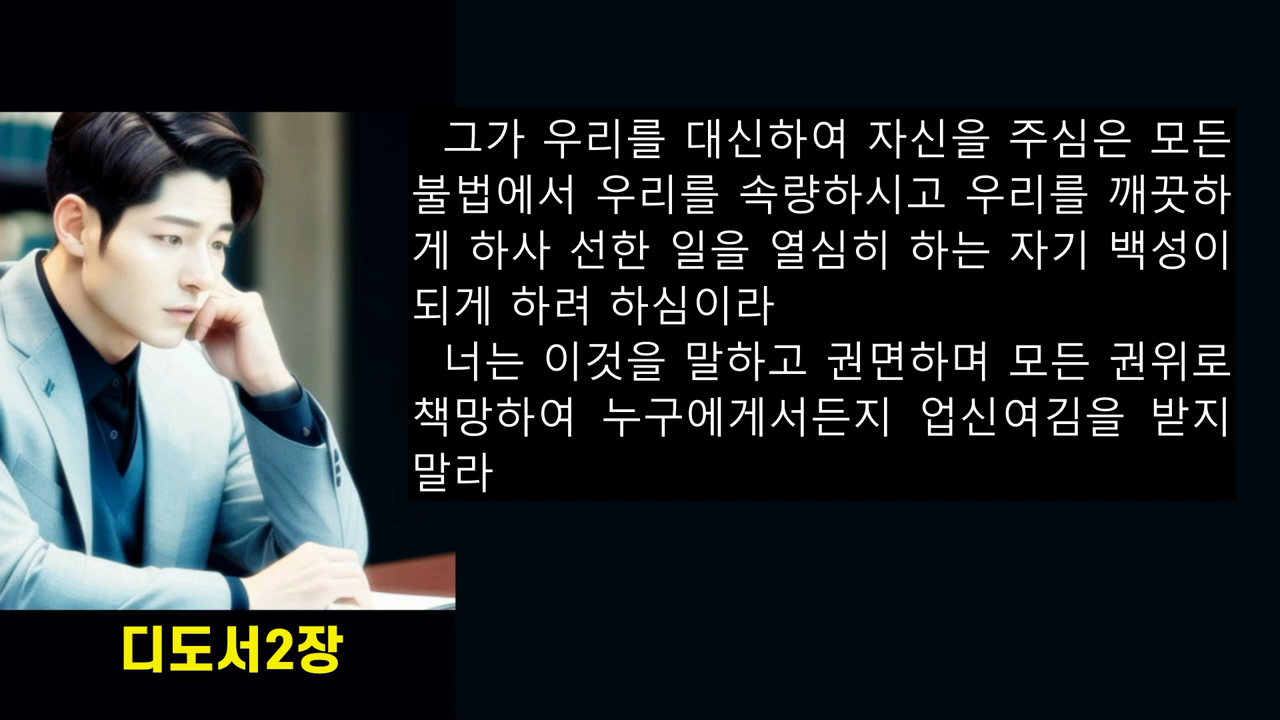 그가 우리를 대신하여 자신을 주심은 모든
불법에서 우리를 속량하시고 우리를 깨끗하
게 하사 선한 일을 열심히 하는 자기 백성이
되게 하려 하심이라
너는 이것을 말하고 권면하며 모든 권위로
책망하여 누구에게서든지 업신여김을 받지
말라
디도서2장